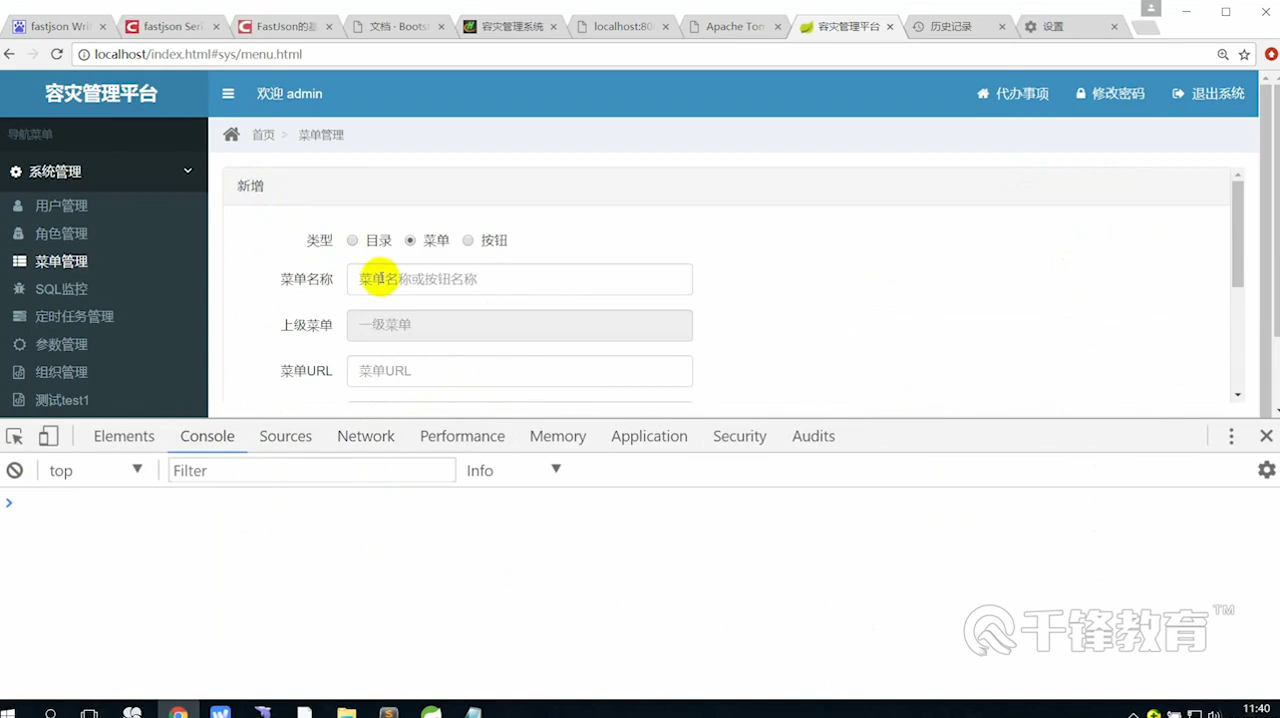 fastjson Writ
fastjson Seri
FastJson的基
文档 · Bootst
容灾管理系统
localhost:808
Apache Tom
容灾管理平台
历史记录
设置
localhost/index.html#sys/menu.html
容灾管理平台
欢迎 admin
代办事项
修改密码
退出系统
导航菜单
首页 > 菜单管理
系统管理
用户管理
角色管理
菜单管理
SQL监控
定时任务管理
参数管理
组织管理
测试test1
新增
类型 目录 菜单 按钮
菜单名称 菜单名称或按钮名称
上级菜单 一级菜单
菜单URL 菜单URL
Elements Console Sources Network Performance Memory Application Security Audits
top Filter Info
千锋教育 TM
11:40